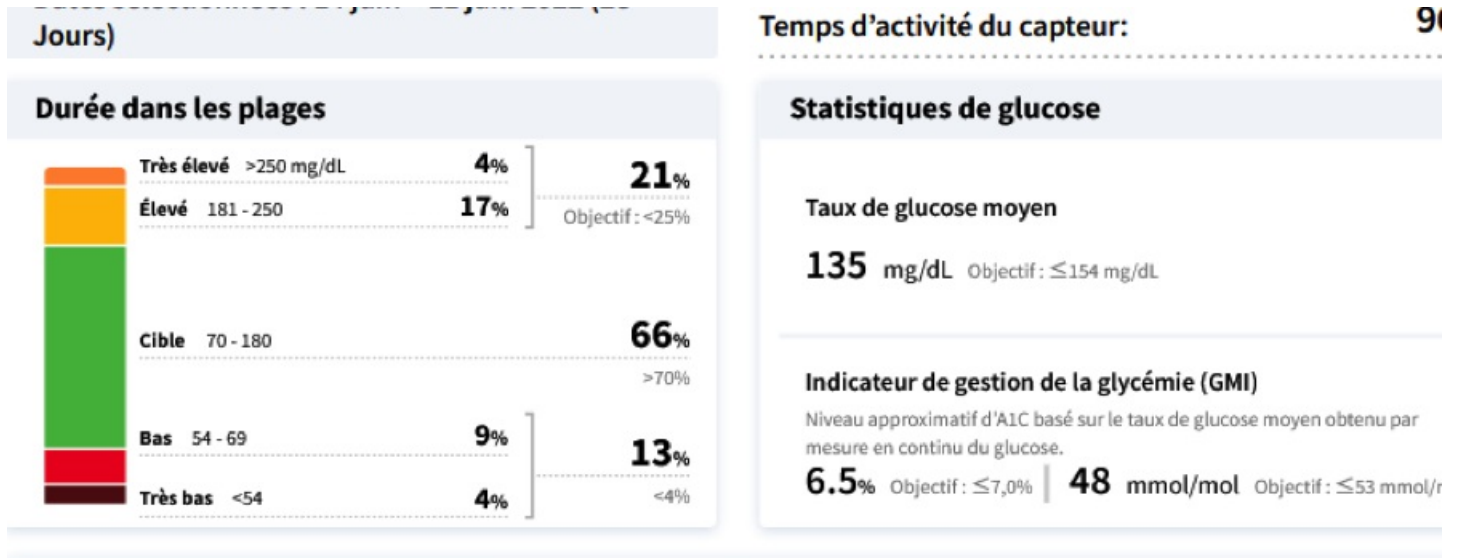 Jours)
Durée dans les plages
Très élevé >250 mg/dL 4%
21%
Élevé 181 - 250 17%
Objectif : <25%
Cible 70 - 180 66%
>70%
Bas 54 - 69 9%
13%
Très bas <54 4%
<4%
Temps d’activité du capteur:
Statistiques de glucose
Taux de glucose moyen
135 mg/dL Objectif : ≤154 mg/dL
Indicateur de gestion de la glycémie (GMI)
Niveau approximatif d'A1C basé sur le taux de glucose moyen obtenu par
mesure en continu du glucose.
6.5% Objectif : ≤7,0% | 48 mmol/mol Objectif : ≤53